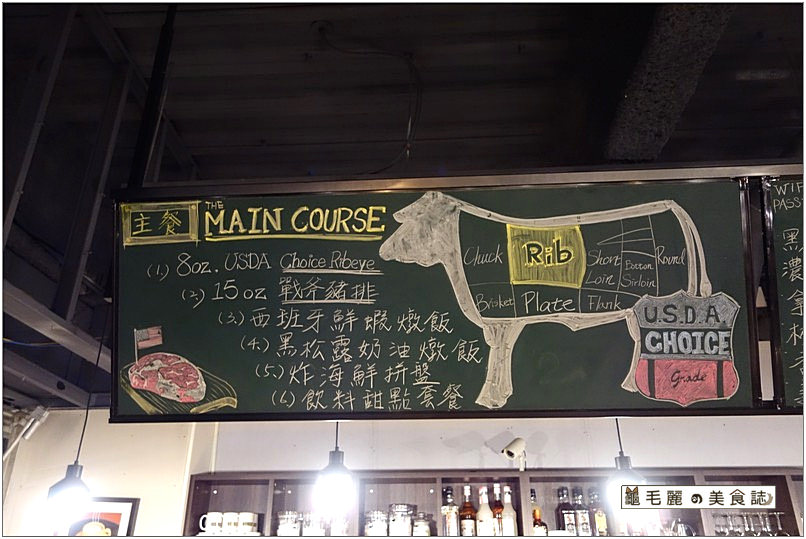 主餐 THE MAIN COURSE
(1.) 8oz. USDA Choice Ribeye
(2.) 15oz 戰斧豬排
(3.) 西班牙鮮蝦燉飯
(4.) 黑松露奶油燉飯
(5.) 炸海鮮拼盤
(6.) 飲料甜點套餐
Chuck Rib Short Loin Botton Sirloin Round
Brisket Plate Flank
U.S.D.A
CHOICE
Grade
黑
濃
毛麗の美食誌